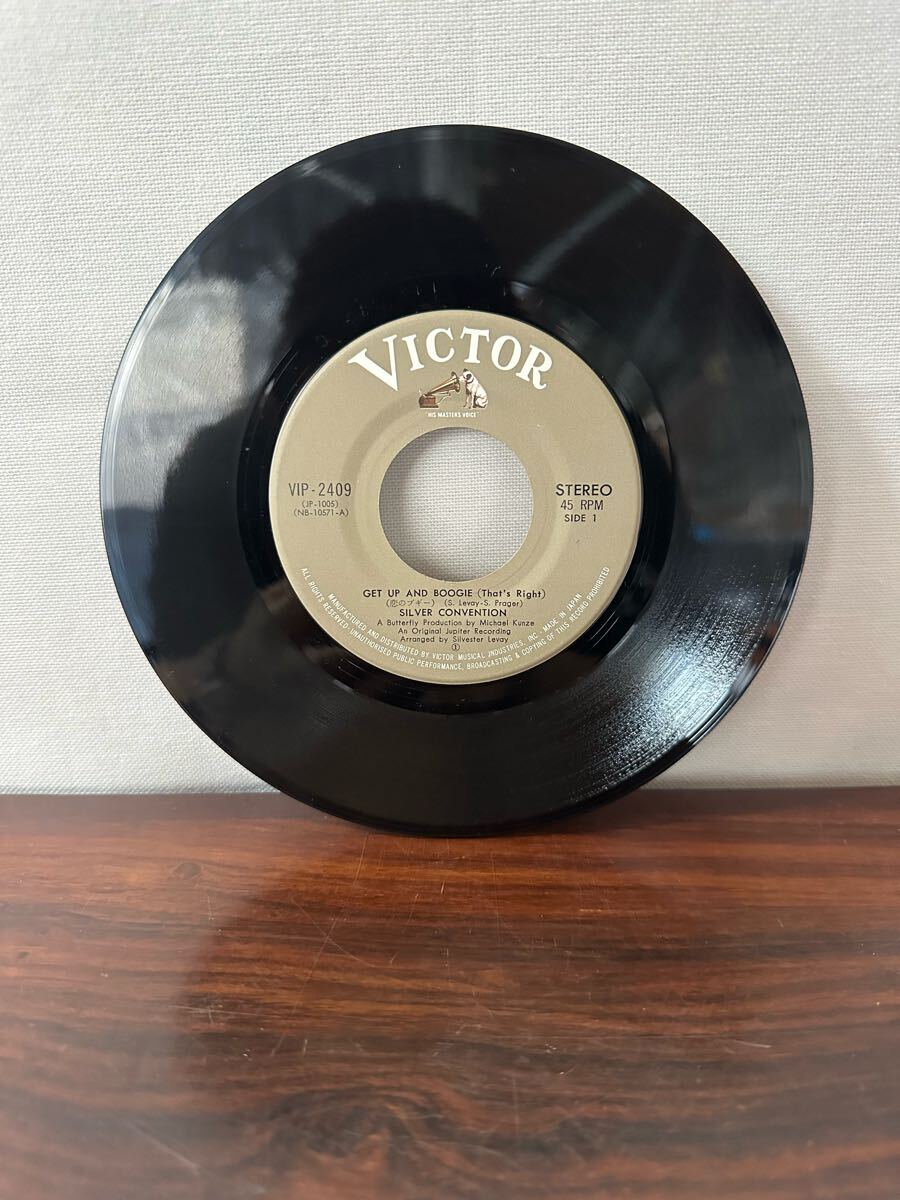 VICTOR
"HIS MASTERS VOICE"
VIP-2409
(JP-1005)
(NB-10571-A)
STEREO
45 RPM
SIDE 1
GET UP AND BOOGIE (That's Right)
(恋のブギー) (S. Levay-S. Prager)
SILVER CONVENTION
A Butterfly Production by Michael Kunze
An Original Jupiter Recording
Arranged by Silvester Levay
①
MANUFACTURED AND DISTRIBUTED BY VICTOR MUSICAL JNDUSTRIES, INC · MADE IN JAPAN
ALL RIGHTS RESERVED · UNAUTHORISED PUBLIC PERFORMANCE, BROADCASTING & COPYING OF THIS RECORD PROHIBITED